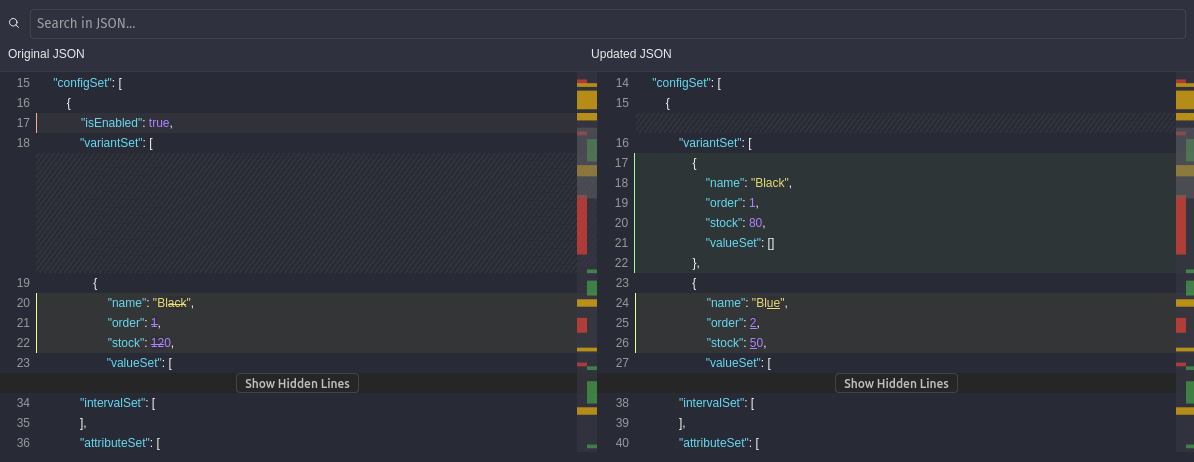 Search in JSON...
Original JSON
15 "configSet": [
16 {
17 "isEnabled": true,
18 "variantSet": [
19 {
20 "name": "Black",
21 "order": 1,
22 "stock": 120,
23 "valueSet": [
Show Hidden Lines
34 "intervalSet": [
35 ],
36 "attributeSet": [
Updated JSON
14 "configSet": [
15 {
16 "variantSet": [
17 {
18 "name": "Black",
19 "order": 1,
20 "stock": 80,
21 "valueSet": []
22 },
23 {
24 "name": "Blue",
25 "order": 2,
26 "stock": 50,
27 "valueSet": [
Show Hidden Lines
38 "intervalSet": [
39 ],
40 "attributeSet": [